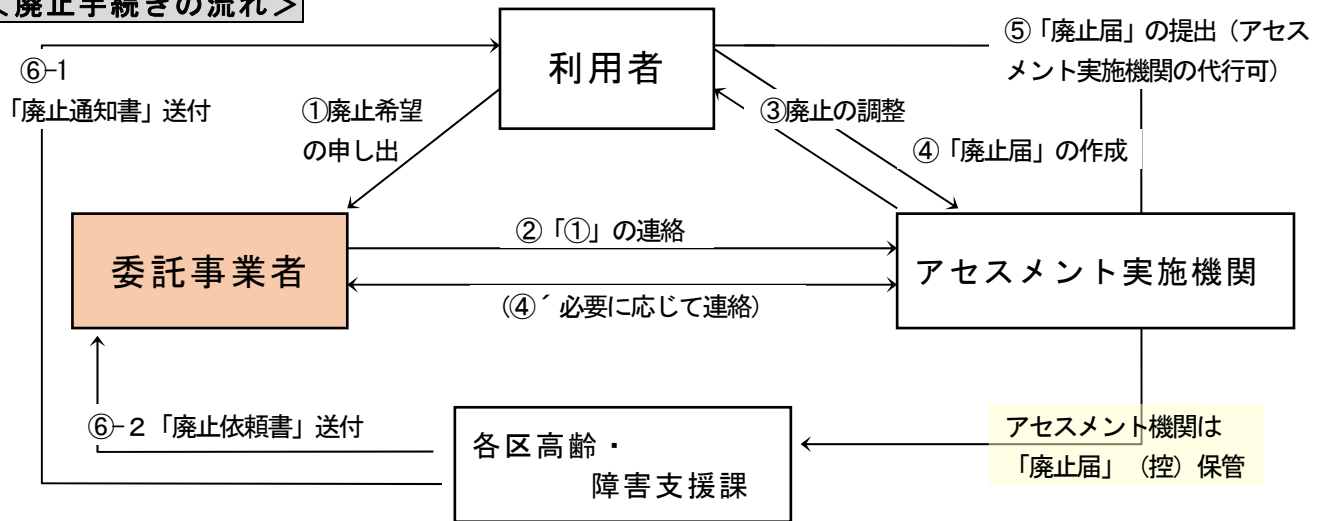 ＜廃止手続きの流れ＞
利用者
⑤「廃止届」の提出（アセス
メント実施機関の代行可）
⑥-1
「廃止通知書」送付
①廃止希望
の申し出
③廃止の調整
④「廃止届」の作成
委託事業者
②「①」の連絡
(④´必要に応じて連絡)
アセスメント実施機関
⑥-２「廃止依頼書」送付
各区高齢・
障害支援課
アセスメント機関は
「廃止届」（控）保管